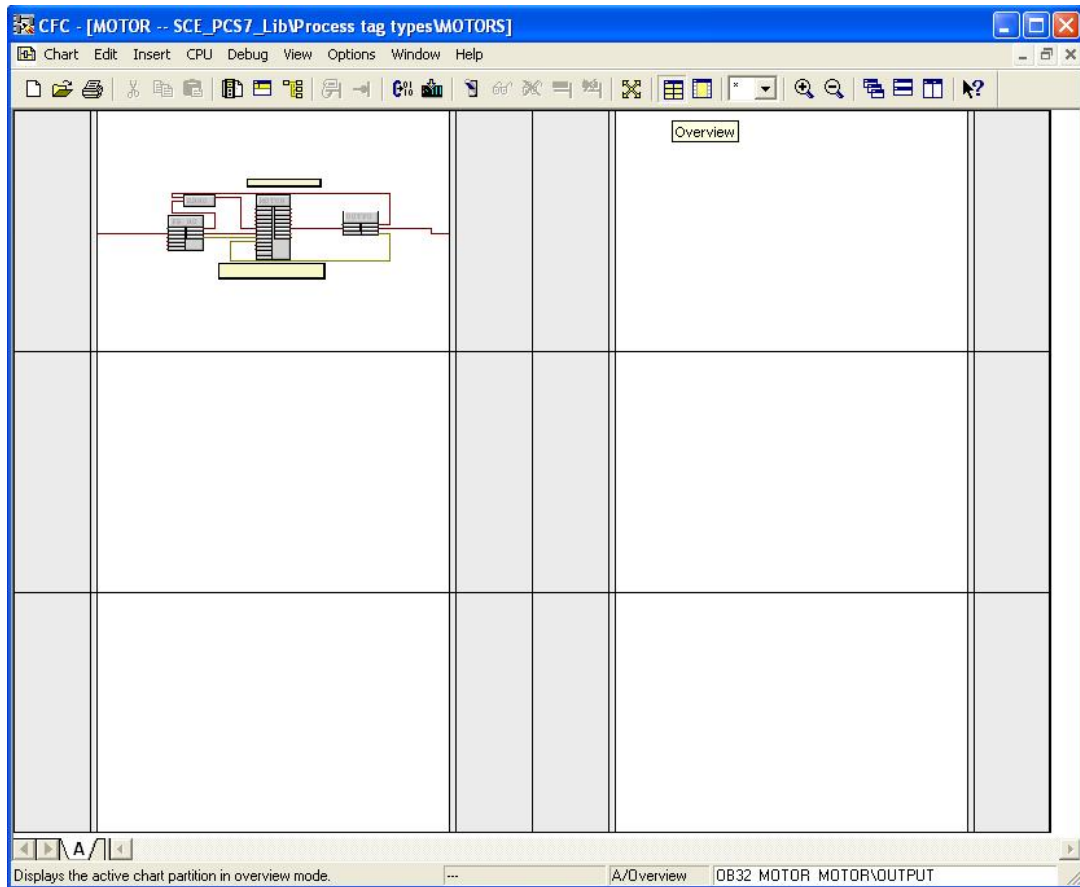 CFC - [MOTOR -- SCE_PCS7_Lib\Process tag types\MOTORS]
Chart Edit Insert CPU Debug View Options Window Help
Overview
MOTOR
A
Displays the active chart partition in overview mode. --- A/Overview OB32 MOTOR MOTOR\OUTPUT